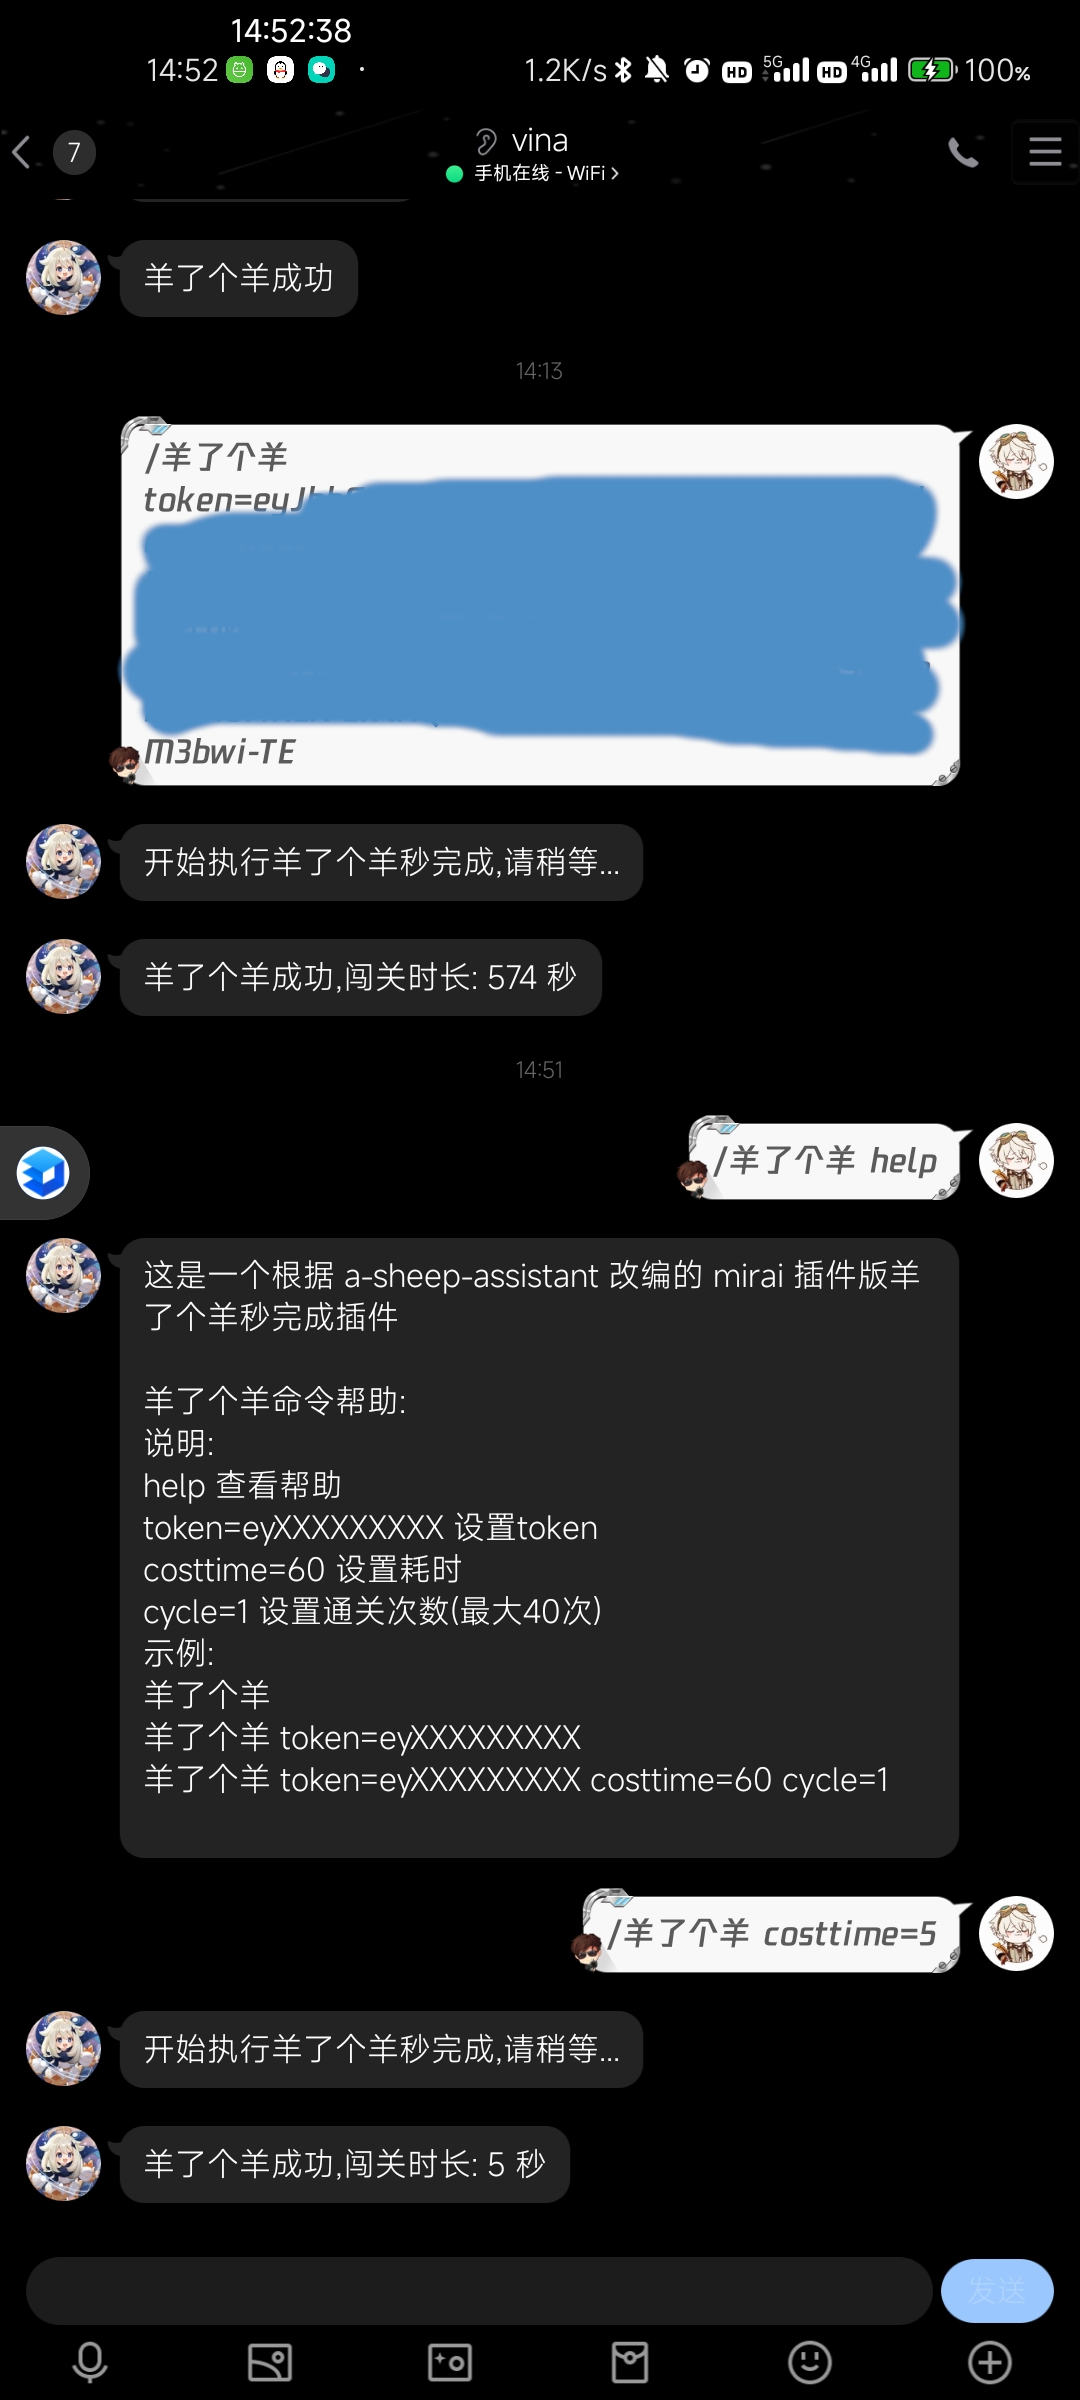 14:52:38
14:52
1.2K/s HD 5G HD 4G 100%
7
vina
手机在线 - WiFi
羊了个羊成功
14:13
/羊了个羊
M3bwi-TE
开始执行羊了个羊秒完成,请稍等...
羊了个羊成功,闯关时长: 574 秒
14:51
/羊了个羊 help
这是一个根据 a-sheep-assistant 改编的 mirai 插件版羊
了个羊秒完成插件
羊了个羊命令帮助:
说明:
help 查看帮助
token=eyXXXXXXXXX 设置token
costtime=60 设置耗时
cycle=1 设置通关次数(最大40次)
示例:
羊了个羊
羊了个羊 token=eyXXXXXXXXX
羊了个羊 token=eyXXXXXXXXX costtime=60 cycle=1
/羊了个羊 costtime=5
开始执行羊了个羊秒完成,请稍等...
羊了个羊成功,闯关时长: 5 秒
发送